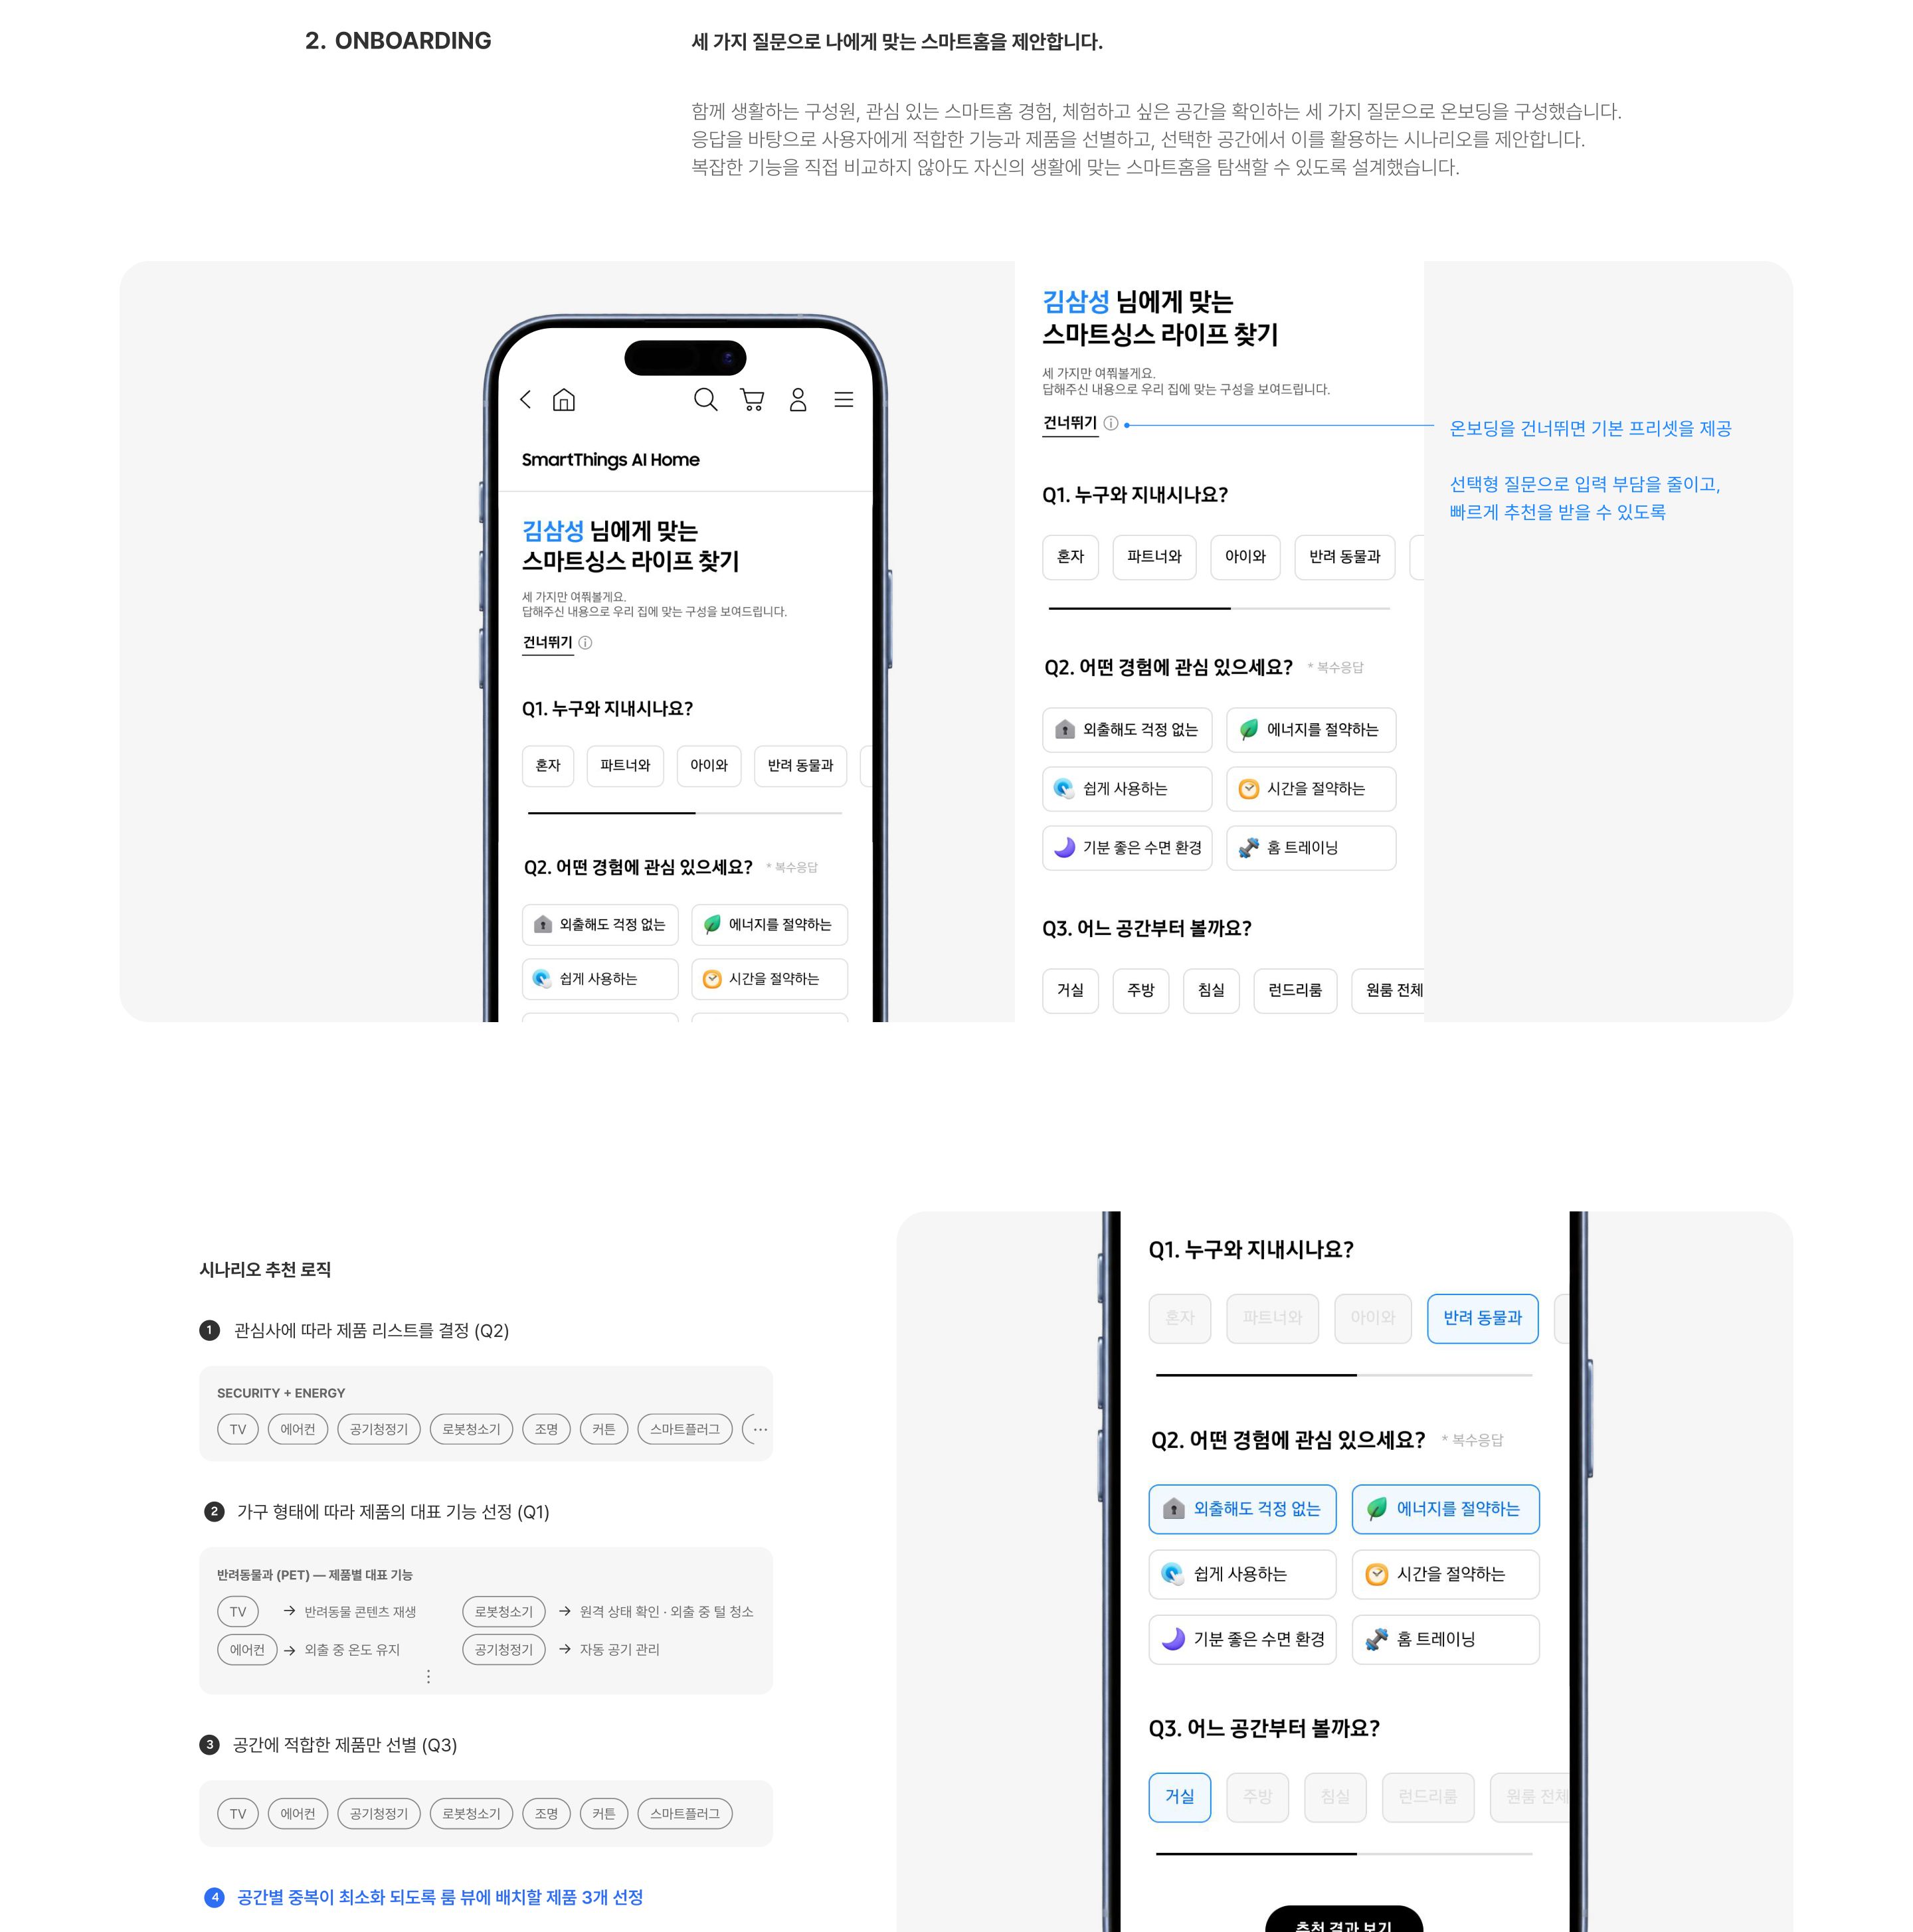 2. ONBOARDING
세 가지 질문으로 나에게 맞는 스마트홈을 제안합니다.
함께 생활하는 구성원, 관심 있는 스마트홈 경험, 체험하고 싶은 공간을 확인하는 세 가지 질문으로 온보딩을 구성했습니다.
응답을 바탕으로 사용자에게 적합한 기능과 제품을 선별하고, 선택한 공간에서 이를 활용하는 시나리오를 제안합니다.
복잡한 기능을 직접 비교하지 않아도 자신의 생활에 맞는 스마트홈을 탐색할 수 있도록 설계했습니다.
SmartThings AI Home
김삼성 님에게 맞는
스마트싱스 라이프 찾기
세 가지만 여쭤볼게요.
답해주신 내용으로 우리 집에 맞는 구성을 보여드립니다.
건너뛰기
Q1. 누구와 지내시나요?
혼자 파트너와 아이와 반려 동물과
Q2. 어떤 경험에 관심 있으세요? * 복수응답
외출해도 걱정 없는 에너지를 절약하는
쉽게 사용하는 시간을 절약하는
김삼성 님에게 맞는
스마트싱스 라이프 찾기
세 가지만 여쭤볼게요.
답해주신 내용으로 우리 집에 맞는 구성을 보여드립니다.
건너뛰기
Q1. 누구와 지내시나요?
혼자 파트너와 아이와 반려 동물과
Q2. 어떤 경험에 관심 있으세요? * 복수응답
외출해도 걱정 없는 에너지를 절약하는
쉽게 사용하는 시간을 절약하는
기분 좋은 수면 환경 홈 트레이닝
Q3. 어느 공간부터 볼까요?
거실 주방 침실 런드리룸 원룸 전체
온보딩을 건너뛰면 기본 프리셋을 제공
선택형 질문으로 입력 부담을 줄이고,
빠르게 추천을 받을 수 있도록
시나리오 추천 로직
1 관심사에 따라 제품 리스트를 결정 (Q2)
SECURITY + ENERGY
TV 에어컨 공기청정기 로봇청소기 조명 커튼 스마트플러그 ···
2 가구 형태에 따라 제품의 대표 기능 선정 (Q1)
반려동물과 (PET) — 제품별 대표 기능
TV → 반려동물 콘텐츠 재생 로봇청소기 → 원격 상태 확인 · 외출 중 털 청소
에어컨 → 외출 중 온도 유지 공기청정기 → 자동 공기 관리
⋮
3 공간에 적합한 제품만 선별 (Q3)
TV 에어컨 공기청정기 로봇청소기 조명 커튼 스마트플러그
4 공간별 중복이 최소화 되도록 룸 뷰에 배치할 제품 3개 선정
Q1. 누구와 지내시나요?
혼자 파트너와 아이와 반려 동물과
Q2. 어떤 경험에 관심 있으세요? * 복수응답
외출해도 걱정 없는 에너지를 절약하는
쉽게 사용하는 시간을 절약하는
기분 좋은 수면 환경 홈 트레이닝
Q3. 어느 공간부터 볼까요?
거실 주방 침실 런드리룸 원룸 전체
추천 결과 보기